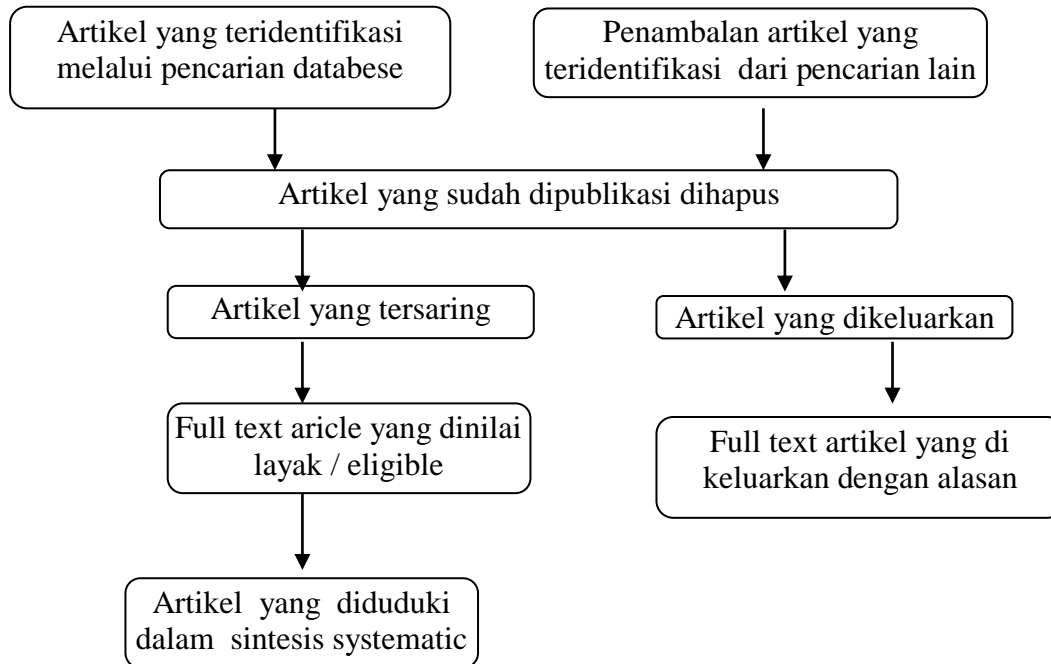 Artikel yang teridentifikasi
melalui pencarian databese
Penambalan artikel yang
teridentifikasi dari pencarian lain
Artikel yang sudah dipublikasi dihapus
Artikel yang tersaring
Artikel yang dikeluarkan
Full text aricle yang dinilai
layak / eligible
Full text artikel yang di
keluarkan dengan alasan
Artikel yang diduduki
dalam sintesis systematic